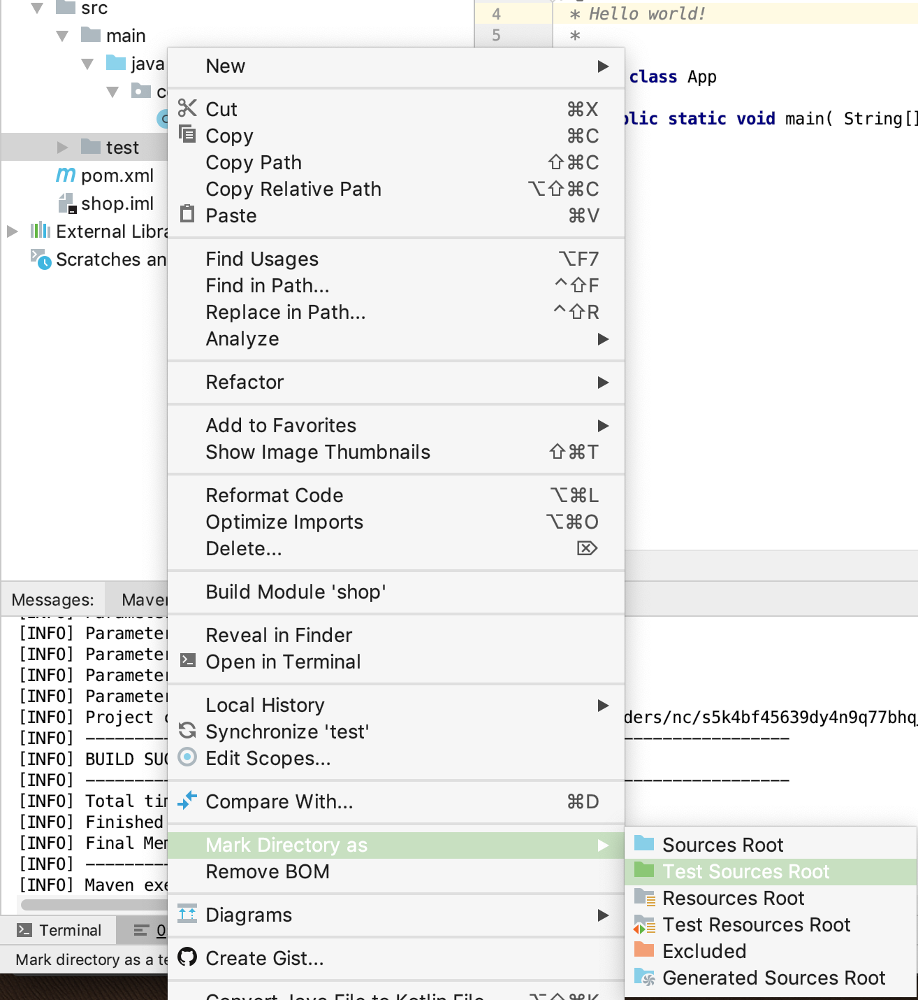 src
main
java
test
pom.xml
shop.iml
External Libra
Scratches an
4 * Hello world!
5 *
class App
static void main( String[]
New
Cut ⌘X
Copy ⌘C
Copy Path ⇧⌘C
Copy Relative Path ⌥⇧⌘C
Paste ⌘V
Find Usages ⌥F7
Find in Path... ^⇧F
Replace in Path... ^⇧R
Analyze
Refactor
Add to Favorites
Show Image Thumbnails ⇧⌘T
Reformat Code ⌥⌘L
Optimize Imports ⌥⌘O
Delete... ⌦
Build Module 'shop'
Reveal in Finder
Open in Terminal
Local History
Synchronize 'test'
Edit Scopes...
Compare With... ⌘D
Mark Directory as
Remove BOM
Diagrams
Create Gist...
Convert Java File to Kotlin File ⌥⇧⌘K
Sources Root
Test Sources Root
Resources Root
Test Resources Root
Excluded
Generated Sources Root
Messages: Maven
[INFO] Parameter
[INFO] Parameter
[INFO] Parameter
[INFO] Parameter
[INFO] Parameter
[INFO] Project ders/nc/s5k4bf45639dy4n9q77bhq_
[INFO] ----------
[INFO] BUILD SUC
[INFO] ----------
[INFO] Total tim
[INFO] Finished
[INFO] Final Mem
[INFO] ----------
[INFO] Maven exe
Terminal 0
Mark directory as a te